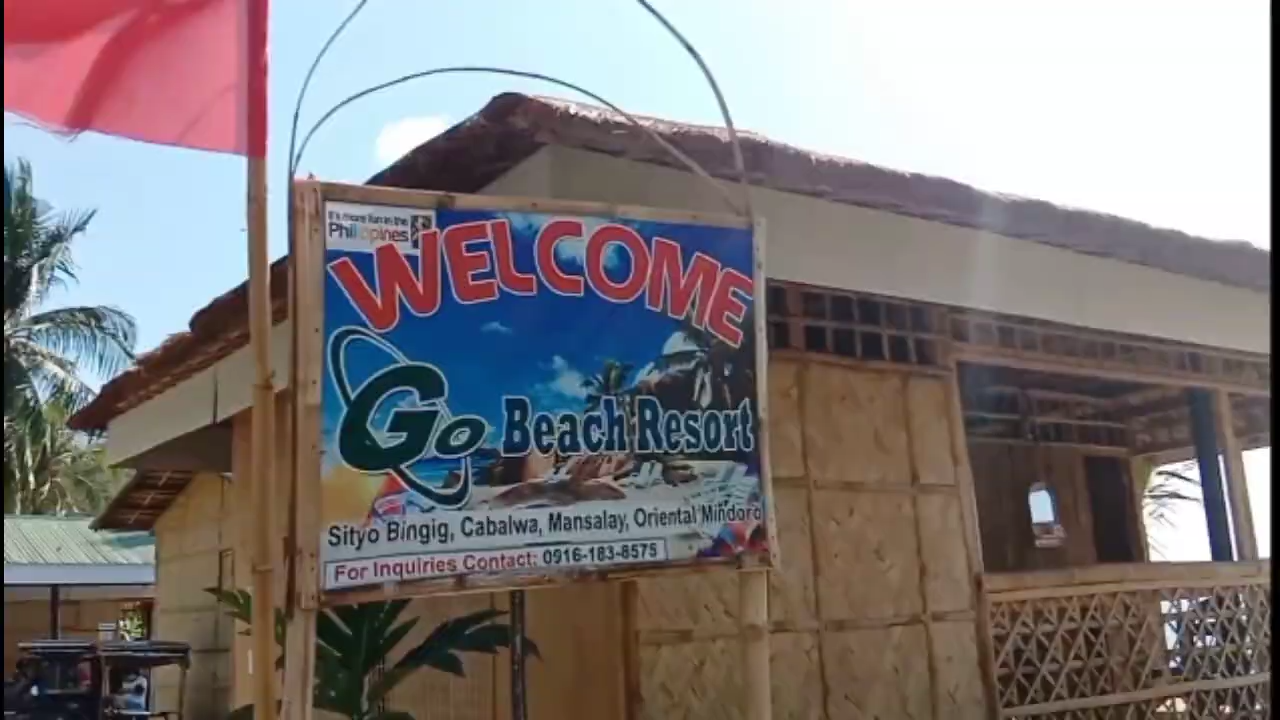 It's more fun in the
Philippines
WELCOME
Go Beach Resort
Sityo Bingig, Cabalwa, Mansalay, Oriental Mindoro
For Inquiries Contact: 0916-183-8575